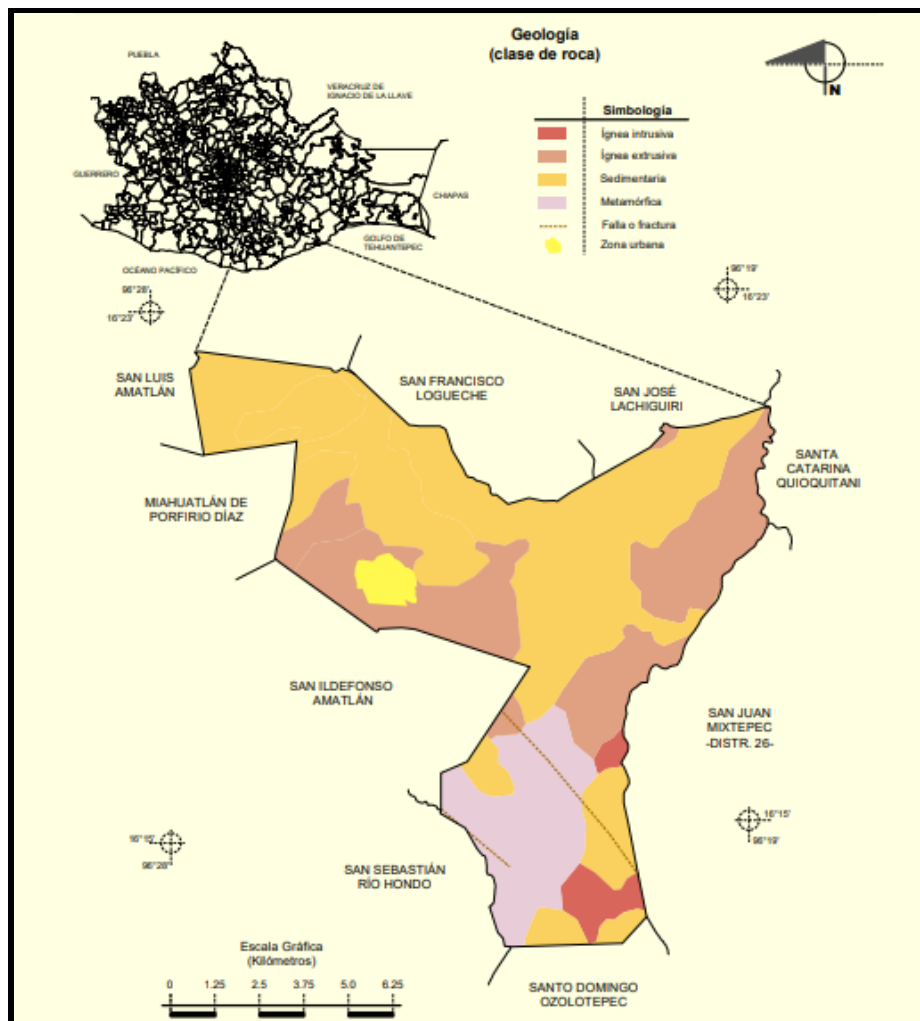 Geología
(clase de roca)
PUEBLA
VERACRUZ DE
IGNACIO DE LA LLAVE
GUERRERO
CHIAPAS
GOLFO DE
TEHUANTEPEC
OCÉANO PACÍFICO
N
Simbología
Ígnea intrusiva
Ígnea extrusiva
Sedimentaria
Metamórfica
Falla o fractura
Zona urbana
96°28'
16°23'
96°19'
16°23'
SAN LUIS
AMATLÁN
SAN FRANCISCO
LOGUECHE
SAN JOSÉ
LACHIGUIRI
SANTA
CATARINA
QUIOQUITANI
MIAHUATLÁN DE
PORFIRIO DÍAZ
SAN ILDEFONSO
AMATLÁN
SAN JUAN
MIXTEPEC
-DISTR. 26-
16°15'
96°28'
16°15'
96°19'
SAN SEBASTIÁN
RÍO HONDO
SANTO DOMINGO
OZOLOTEPEC
Escala Gráfica
(Kilómetros)
0 1.25 2.5 3.75 5.0 6.25